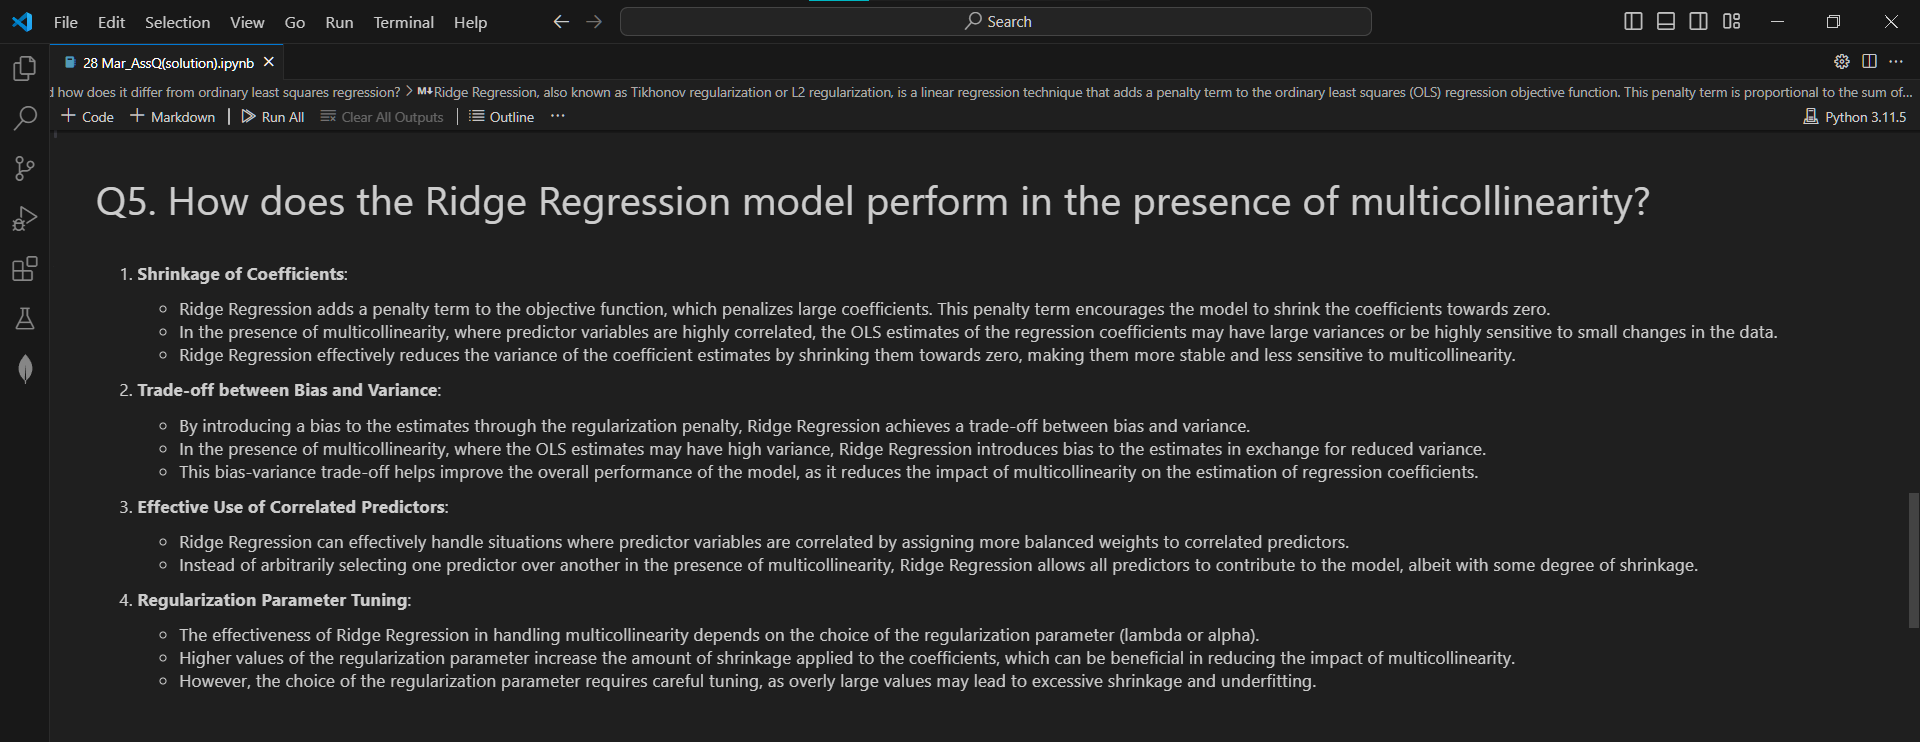 File Edit Selection View Go Run Terminal Help
Search
28 Mar_AssQ(solution).ipynb
d how does it differ from ordinary least squares regression? > M↓Ridge Regression, also known as Tikhonov regularization or L2 regularization, is a linear regression technique that adds a penalty term to the ordinary least squares (OLS) regression objective function. This penalty term is proportional to the sum of...
+ Code + Markdown | Run All Clear All Outputs | Outline ... Python 3.11.5
Q5. How does the Ridge Regression model perform in the presence of multicollinearity?
1. Shrinkage of Coefficients:
Ridge Regression adds a penalty term to the objective function, which penalizes large coefficients. This penalty term encourages the model to shrink the coefficients towards zero.
In the presence of multicollinearity, where predictor variables are highly correlated, the OLS estimates of the regression coefficients may have large variances or be highly sensitive to small changes in the data.
Ridge Regression effectively reduces the variance of the coefficient estimates by shrinking them towards zero, making them more stable and less sensitive to multicollinearity.
2. Trade-off between Bias and Variance:
By introducing a bias to the estimates through the regularization penalty, Ridge Regression achieves a trade-off between bias and variance.
In the presence of multicollinearity, where the OLS estimates may have high variance, Ridge Regression introduces bias to the estimates in exchange for reduced variance.
This bias-variance trade-off helps improve the overall performance of the model, as it reduces the impact of multicollinearity on the estimation of regression coefficients.
3. Effective Use of Correlated Predictors:
Ridge Regression can effectively handle situations where predictor variables are correlated by assigning more balanced weights to correlated predictors.
Instead of arbitrarily selecting one predictor over another in the presence of multicollinearity, Ridge Regression allows all predictors to contribute to the model, albeit with some degree of shrinkage.
4. Regularization Parameter Tuning:
The effectiveness of Ridge Regression in handling multicollinearity depends on the choice of the regularization parameter (lambda or alpha).
Higher values of the regularization parameter increase the amount of shrinkage applied to the coefficients, which can be beneficial in reducing the impact of multicollinearity.
However, the choice of the regularization parameter requires careful tuning, as overly large values may lead to excessive shrinkage and underfitting.